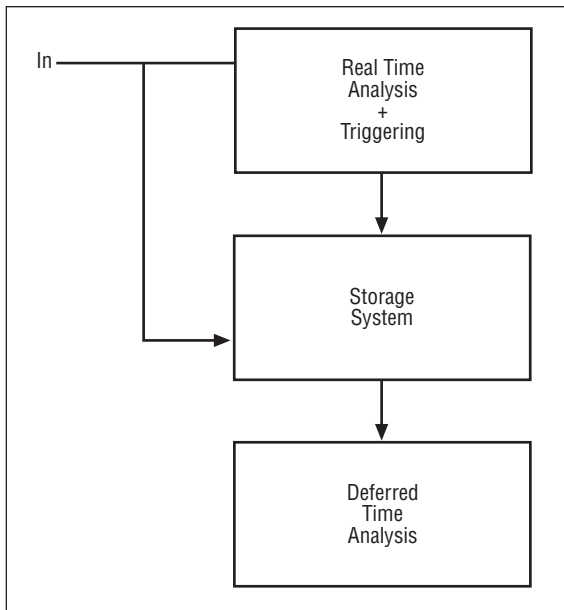 In
Real Time
Analysis
+
Triggering
Storage
System
Deferred
Time
Analysis